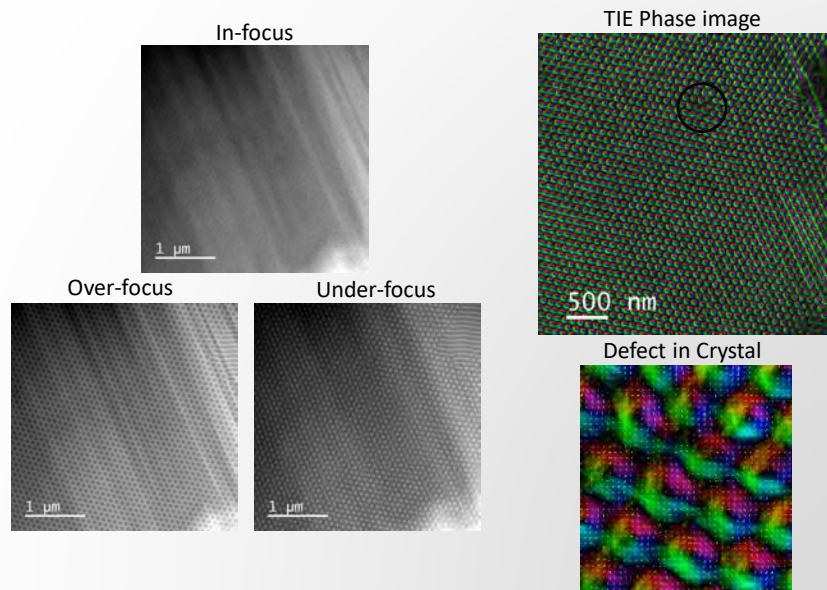 In-focus
1 μm
Over-focus
1 μm
Under-focus
1 μm
TIE Phase image
500 nm
Defect in Crystal